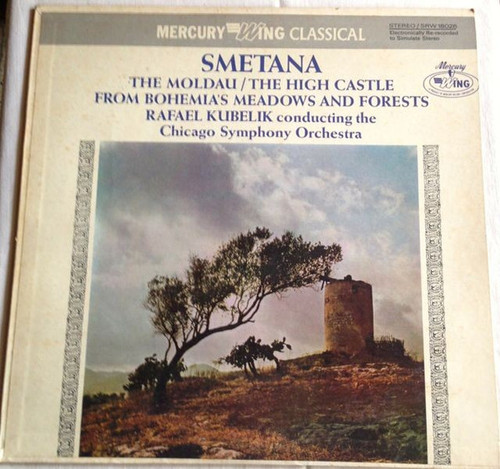 MERCURY WING CLASSICAL
STEREO/SRW 18028
Electronically Re-recorded
to Simulate Stereo
Mercury
WING
SMETANA
THE MOLDAU/THE HIGH CASTLE
FROM BOHEMIA'S MEADOWS AND FORESTS
RAFAEL KUBELIK conducting the
Chicago Symphony Orchestra